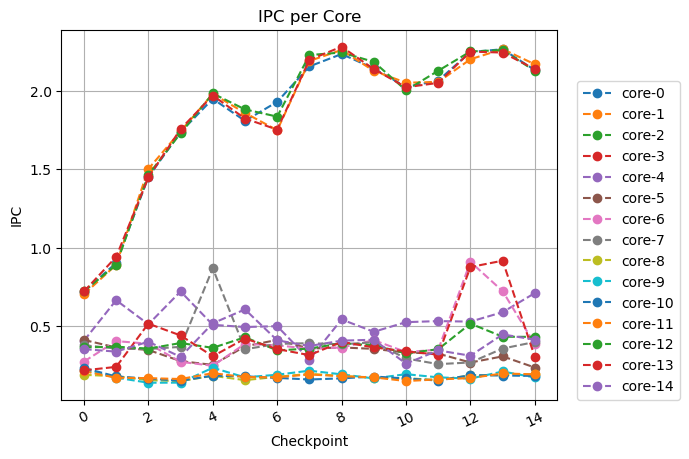 IPC per Core
IPC
2.0
1.5
1.0
0.5
0
2
4
6
8
10
12
14
Checkpoint
core-0
core-1
core-2
core-3
core-4
core-5
core-6
core-7
core-8
core-9
core-10
core-11
core-12
core-13
core-14